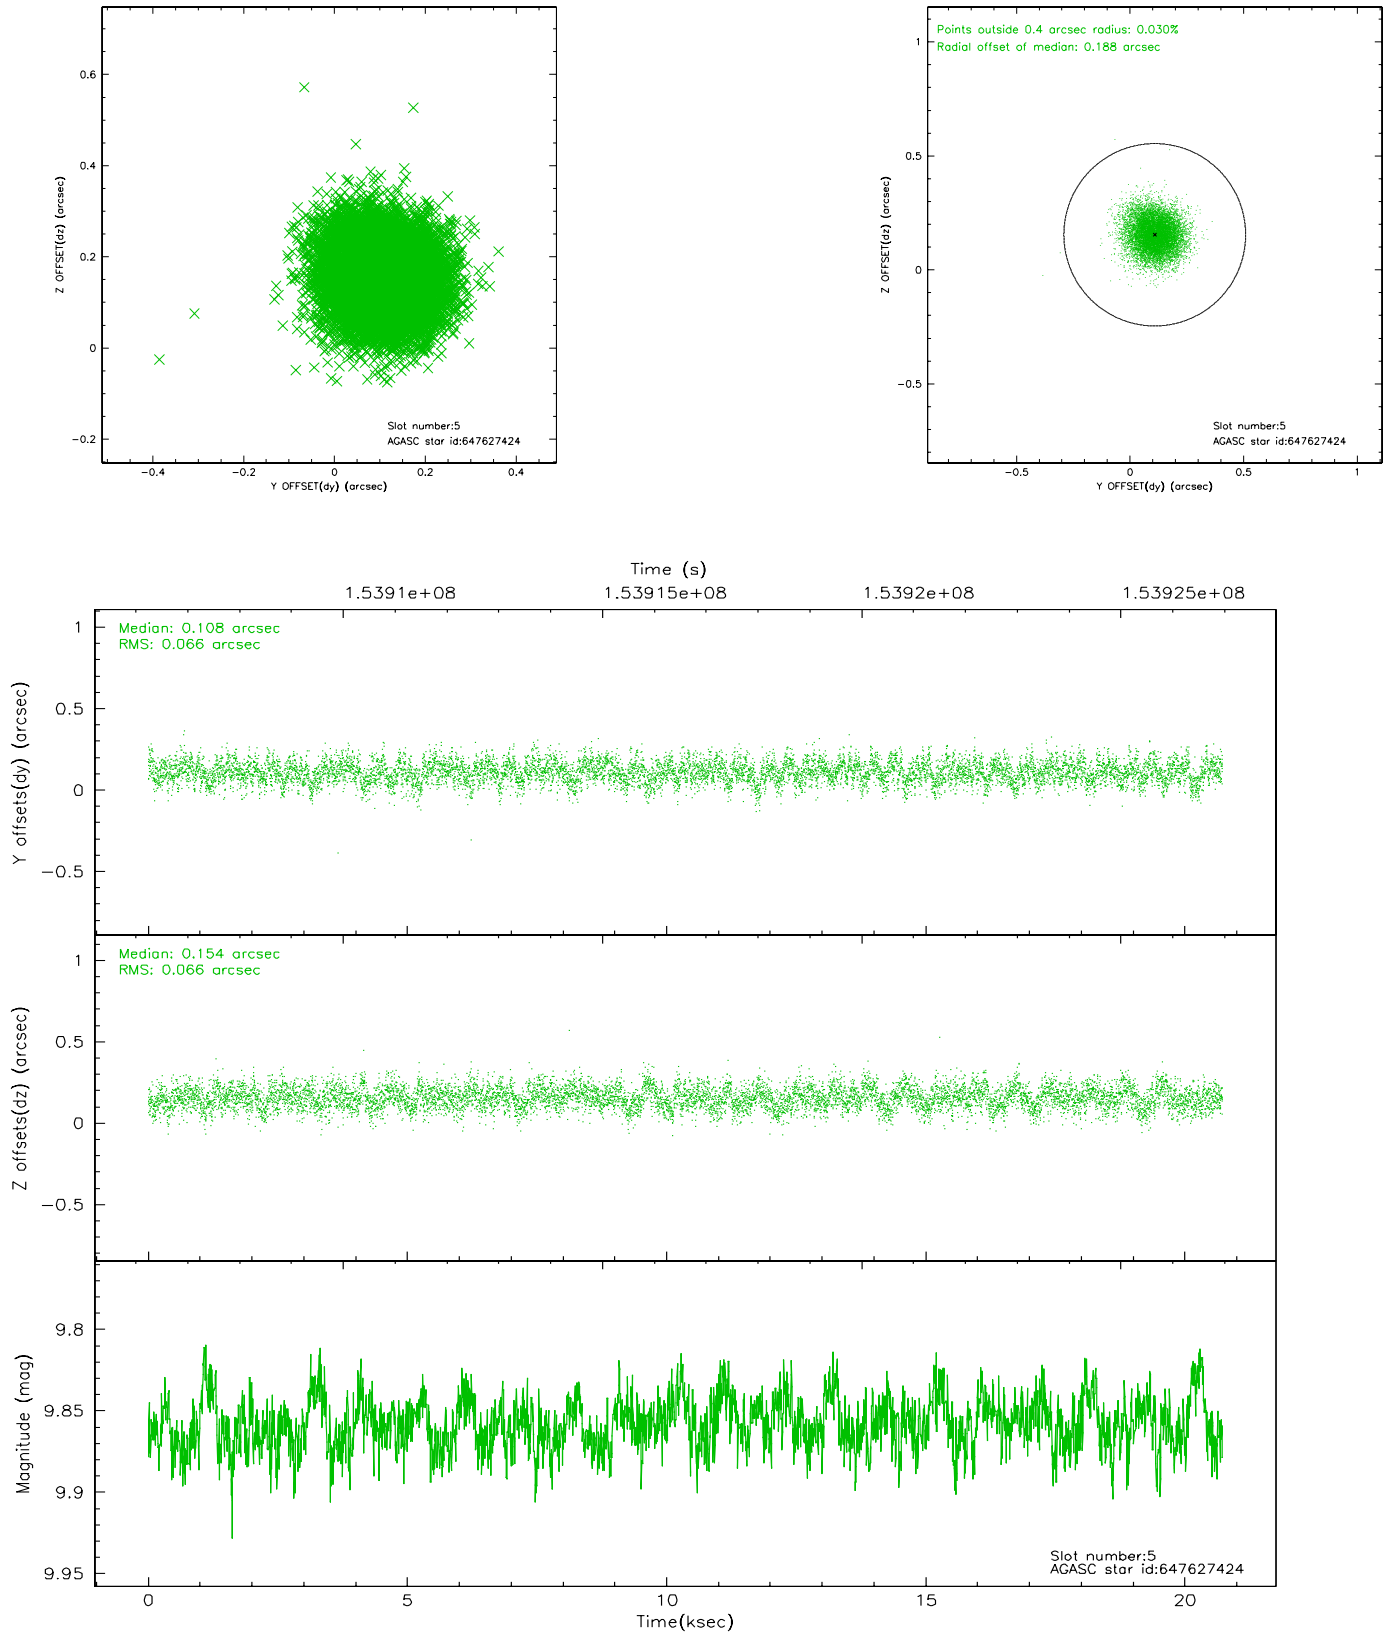 0.6
0.4
0.2
0
−0.2
Z OFFSET(dz) (arcsec)
Slot number:5
AGASC star id:647627424
−0.4 −0.2 0 0.2 0.4
Y OFFSET(dy) (arcsec)
Points outside 0.4 arcsec radius: 0.030%
Radial offset of median: 0.188 arcsec
1
0.5
0
−0.5
Z OFFSET(dz) (arcsec)
Slot number:5
AGASC star id:647627424
−0.5 0 0.5 1
Y OFFSET(dy) (arcsec)
Time (s)
1.5391e+08 1.53915e+08 1.5392e+08 1.53925e+08
Median: 0.108 arcsec
RMS: 0.066 arcsec
1
0.5
0
−0.5
Y offsets(dy) (arcsec)
Median: 0.154 arcsec
RMS: 0.066 arcsec
1
0.5
0
−0.5
Z offsets(dz) (arcsec)
9.8
9.85
9.9
9.95
Magnitude (mag)
Slot number:5
AGASC star id:647627424
0 5 10 15 20
Time(ksec)